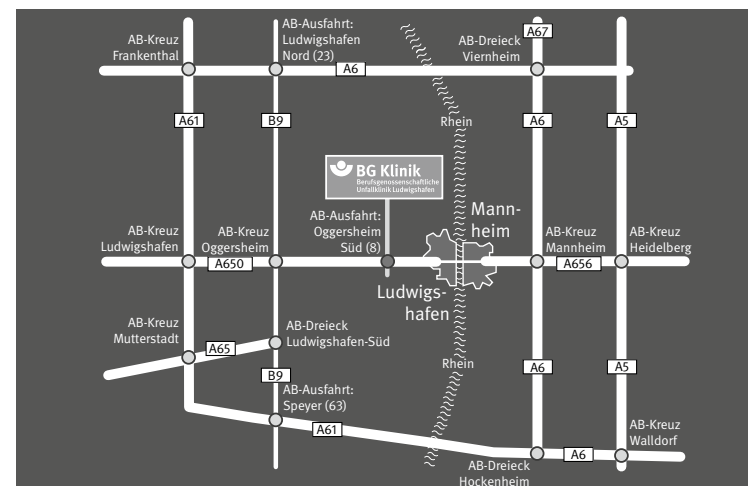 AB-Ausfahrt:
Ludwigshafen
Nord (23)
A67
AB-Kreuz
Frankenthal
AB-Dreieck
Viernheim
A6
A61
B9
Rhein
A6
A5
BG Klinik
Berufsgenossenschaftliche
Unfallklinik Ludwigshafen
AB-Ausfahrt:
Oggersheim
Süd (8)
Mann-
heim
AB-Kreuz
Ludwigshafen
AB-Kreuz
Oggersheim
AB-Kreuz
Mannheim
AB-Kreuz
Heidelberg
A650
A656
Ludwigs-
hafen
AB-Kreuz
Mutterstadt
A65
AB-Dreieck
Ludwigshafen-Süd
Rhein
B9
A6
A5
AB-Ausfahrt:
Speyer (63)
A61
AB-Kreuz
Walldorf
A6
AB-Dreieck
Hockenheim